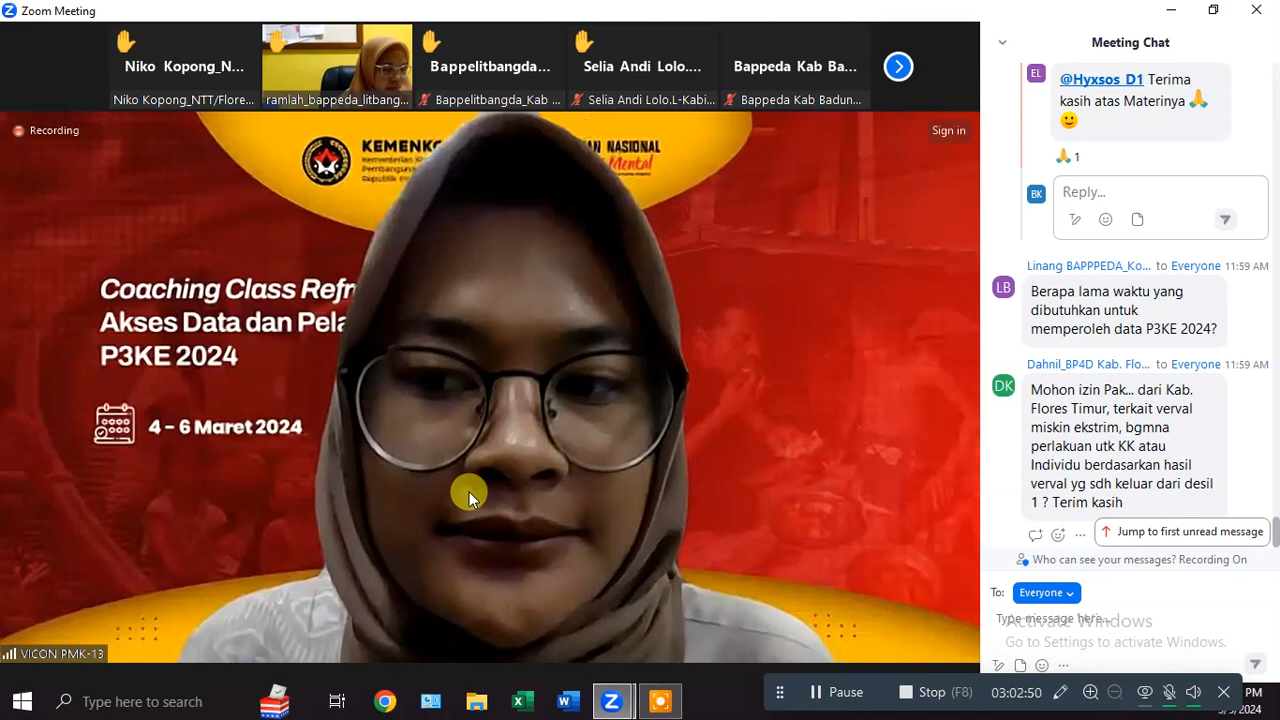 Zoom Meeting
Niko Kopong_N...
Bappelitbangda...
Selia Andi Lolo....
Bappeda Kab Ba...
Niko Kopong_NTT/Flore...
ramlah_bappeda_litbang...
Bappelitbangda_Kab ...
Selia Andi Lolo.L-Kabi...
Bappeda Kab Badun...
Recording
Sign in
KEMENKO
Mental
Coaching Class Refr
Akses Data dan Pela
P3KE 2024
4 - 6 Maret 2024
VICON PMK-13
Meeting Chat
EL
@Hyxsos_D1 Terima
kasih atas Materinya 🙏
🙂
🙏 1
BK
Reply...
Linang BAPPPEDA_Ko... to Everyone 11:59 AM
LB
Berapa lama waktu yang
dibutuhkan untuk
memperoleh data P3KE 2024?
Dahnil_BP4D Kab. Flo... to Everyone 11:59 AM
DK
Mohon izin Pak... dari Kab.
Flores Timur, terkait verval
miskin ekstrim, bgmna
perlakuan utk KK atau
Individu berdasarkan hasil
verval yg sdh keluar dari desil
1 ? Terim kasih
Jump to first unread message
Who can see your messages? Recording On
To: Everyone
Type message here...
Activate Windows
Go to Settings to activate Windows.
Type here to search
Pause
Stop (F8)
03:02:50
PM